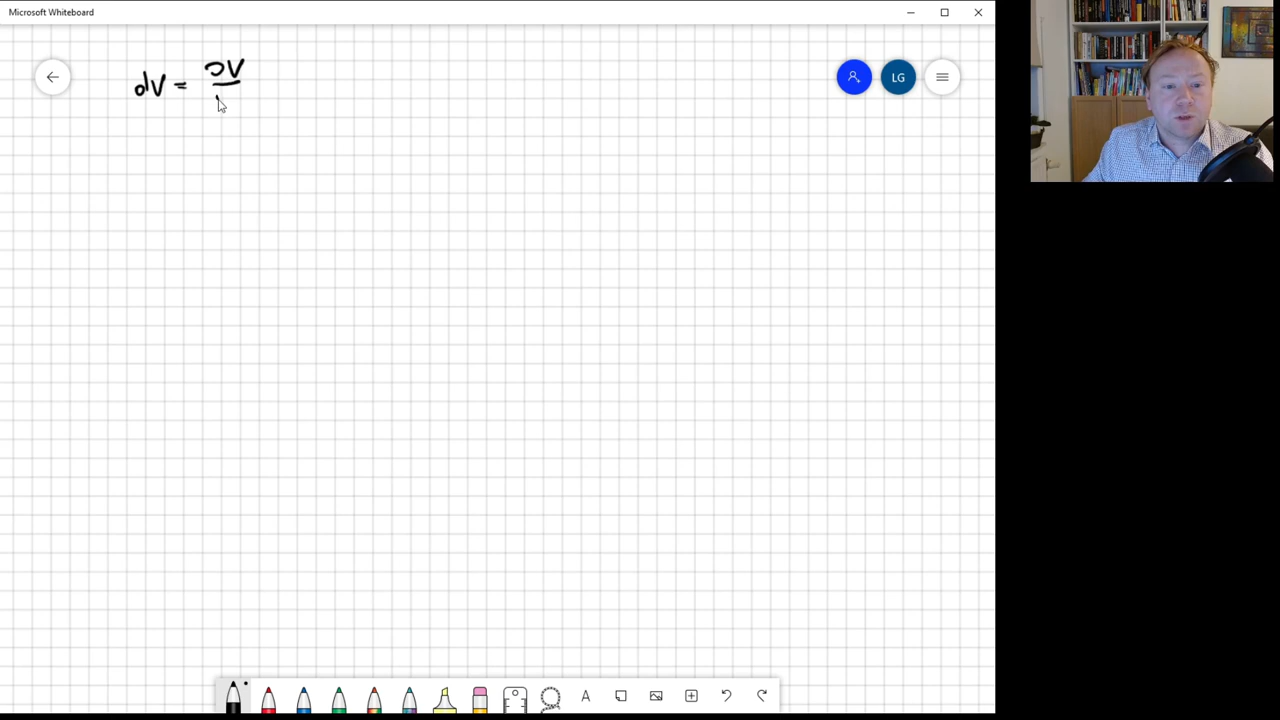 Microsoft Whiteboard
dV = ∂V
LG
A